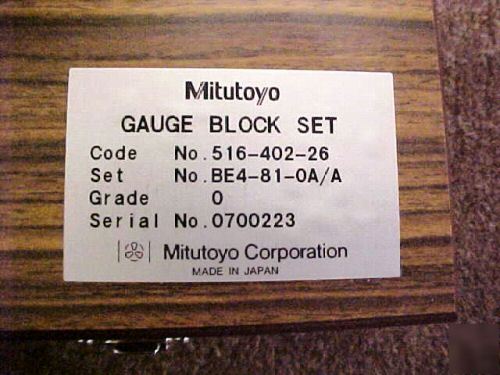 Mitutoyo
GAUGE BLOCK SET
Code No.516-402-26
Set No.BE4-81-0A/A
Grade 0
Serial No.0700223
Mitutoyo Corporation
MADE IN JAPAN